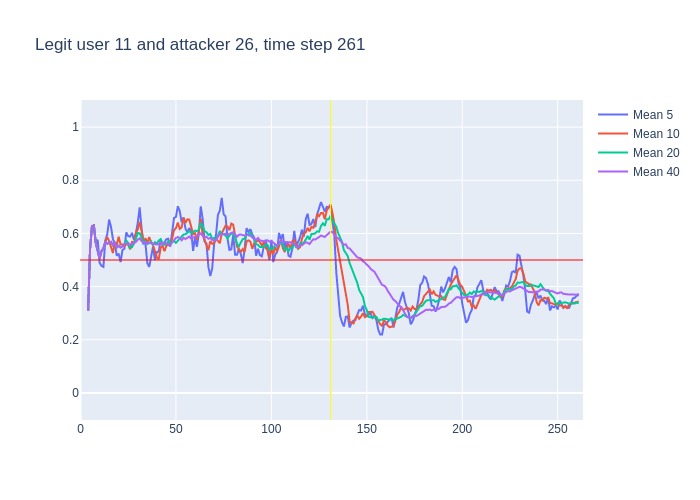 Legit user 11 and attacker 26, time step 261
Mean 5
Mean 10
Mean 20
Mean 40
1
0.8
0.6
0.4
0.2
0
0 50 100 150 200 250